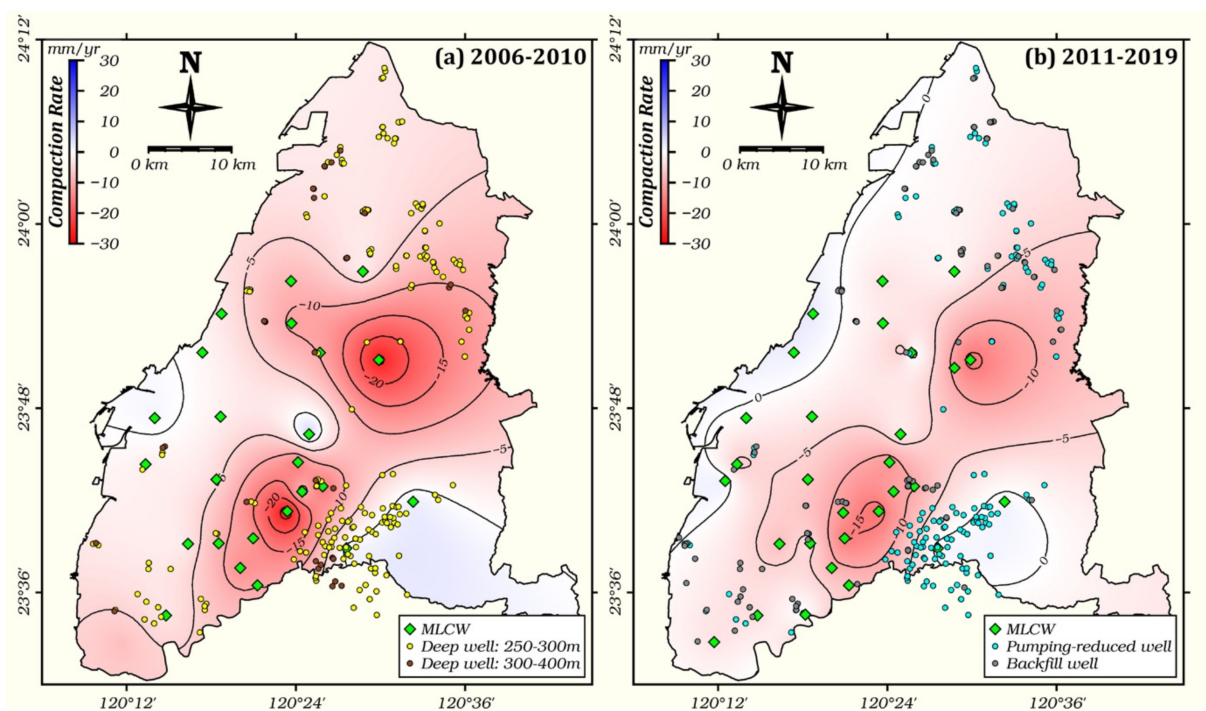 (a) 2006-2010
mm/yr
Compaction Rate
30
20
10
0
−10
−20
−30
N
0 km
10 km
24°12'
24°00'
23°48'
23°36'
120°12'
120°24'
120°36'
−5
−10
−15
−20
−5
−5
−20
−10
−15
MLCW
Deep well: 250-300m
Deep well: 300-400m
(b) 2011-2019
mm/yr
Compaction Rate
30
20
10
0
−10
−20
−30
N
0 km
10 km
24°12'
24°00'
23°48'
23°36'
120°12'
120°24'
120°36'
0
−5
−10
0
−5
−5
−15
−10
0
MLCW
Pumping-reduced well
Backfill well